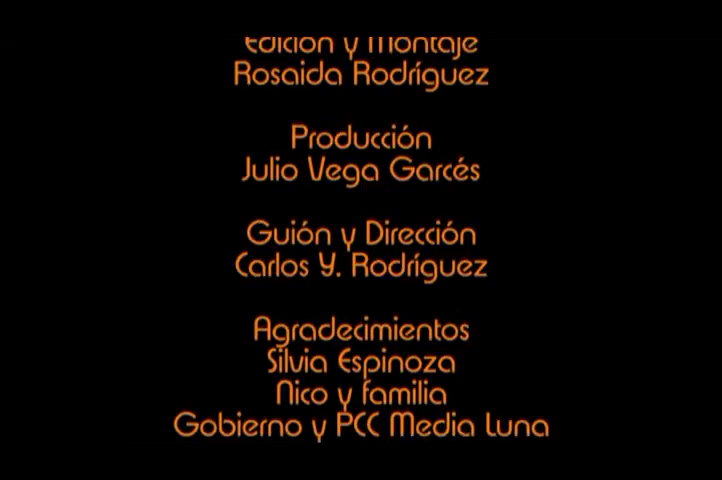 Edición y Montaje
Rosaida Rodríguez
Producción
Julio Vega Garcés
Guión y Dirección
Carlos Y. Rodríguez
Agradecimientos
Silvia Espinoza
Nico y familia
Gobierno y PCC Media Luna